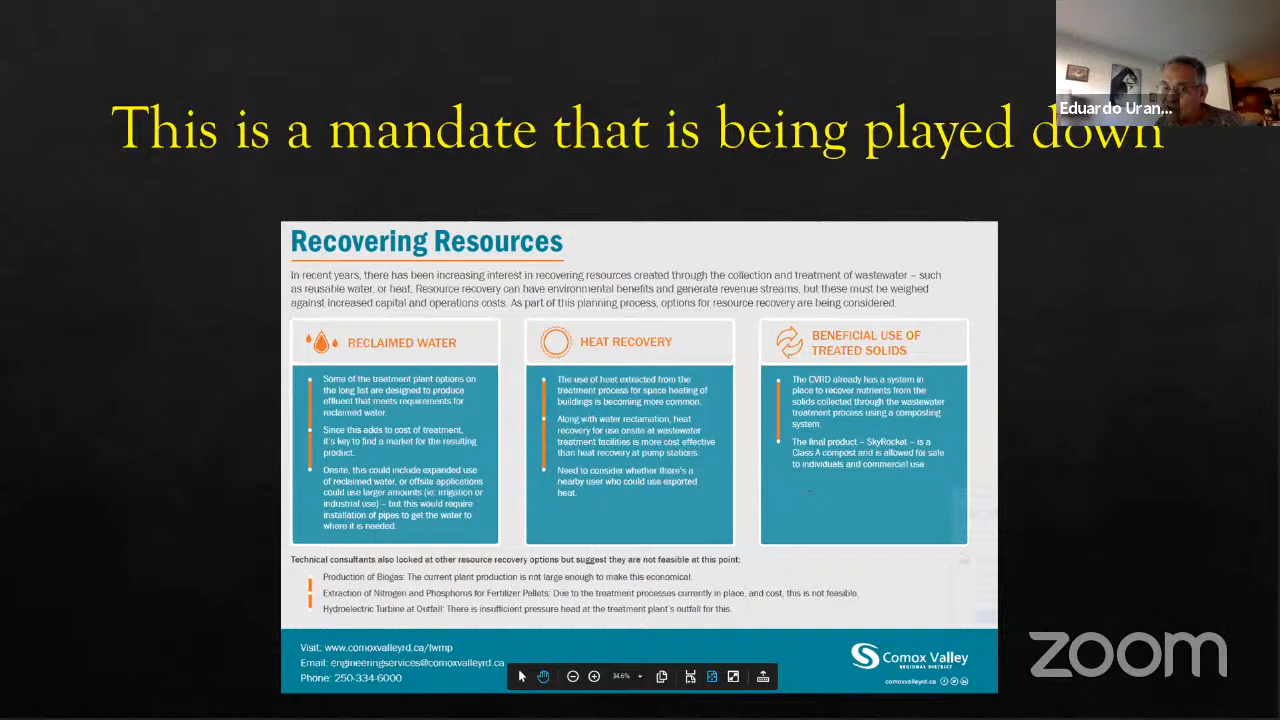 Eduardo Uran...
This is a mandate that is being played down
Recovering Resources
In recent years, there has been increasing interest in recovering resources created through the collection and treatment of wastewater – such
as reusable water, or heat. Resource recovery can have environmental benefits and generate revenue streams, but these must be weighed
against increased capital and operations costs. As part of this planning process, options for resource recovery are being considered.
RECLAIMED WATER
Some of the treatment plant options on
the long list are designed to produce
effluent that meets requirements for
reclaimed water.
Since this adds to cost of treatment,
it's key to find a market for the resulting
product.
Onsite, this could include expanded use
of reclaimed water, or offsite applications
could use larger amounts (ie: irrigation or
industrial use) – but this would require
installation of pipes to get the water to
where it is needed.
HEAT RECOVERY
The use of heat extracted from the
treatment process for space heating of
buildings is becoming more common.
Along with water reclamation, heat
recovery for use onsite at wastewater
treatment facilities is more cost effective
than heat recovery at pump stations.
Need to consider whether there's a
nearby user who could use exported
heat.
BENEFICIAL USE OF
TREATED SOLIDS
The CVRD already has a system in
place to recover nutrients from the
solids collected through the wastewater
treatment process using a composting
system.
The final product – SkyRocket – is a
Class A compost and is allowed for sale
to individuals and commercial use
Technical consultants also looked at other resource recovery options but suggest they are not feasible at this point:
Production of Biogas: The current plant production is not large enough to make this economical.
Extraction of Nitrogen and Phosphorus for Fertilizer Pellets: Due to the treatment processes currently in place, and cost, this is not feasible.
Hydroelectric Turbine at Outfall: There is insufficient pressure head at the treatment plant's outfall for this.
Visit: www.comoxvalleyrd.ca/lwmp
Email: engineeringservices@comoxvalleyrd.ca
Phone: 250-334-6000
34.6%
Comox Valley
REGIONAL DISTRICT
comoxvalleyrd.ca
zoom